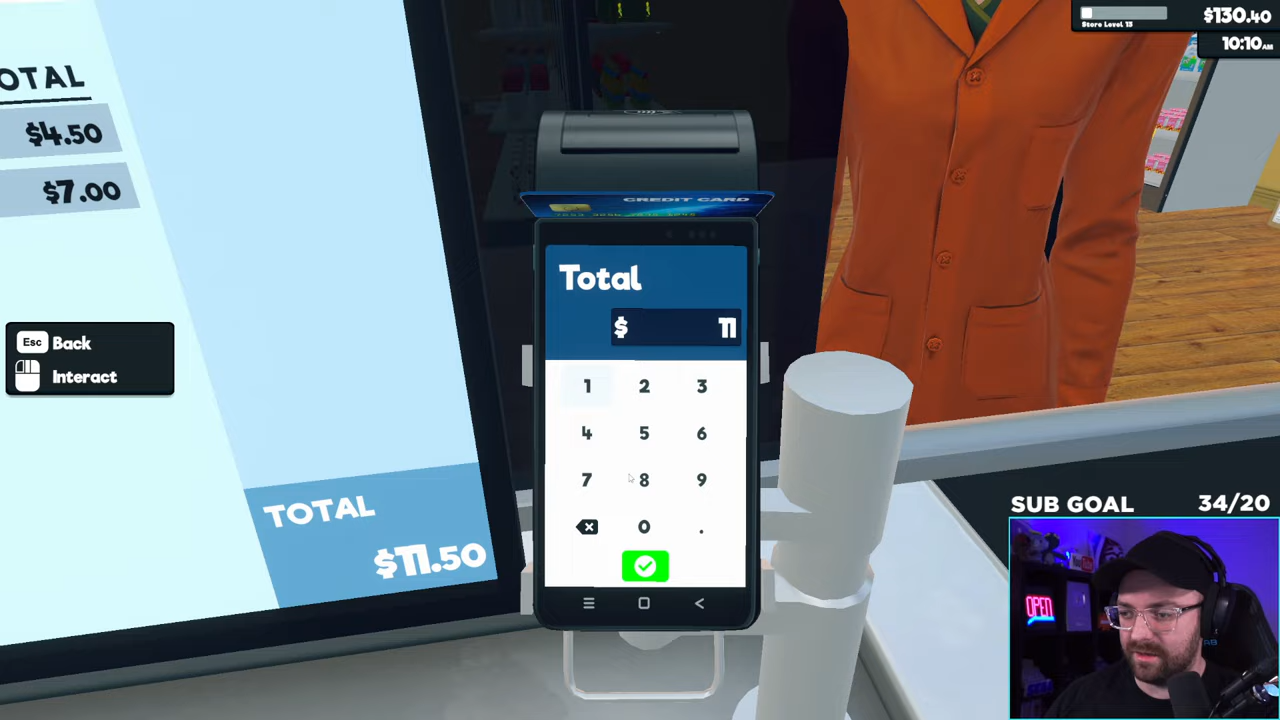 OTAL
$4.50
$7.00
Esc Back
Interact
TOTAL
$11.50
CREDIT CARD
Total
$ 11
1 2 3
4 5 6
7 8 9
0 .
Store Level 13
$130.40
10:10AM
SUB GOAL 34/20
OPEN